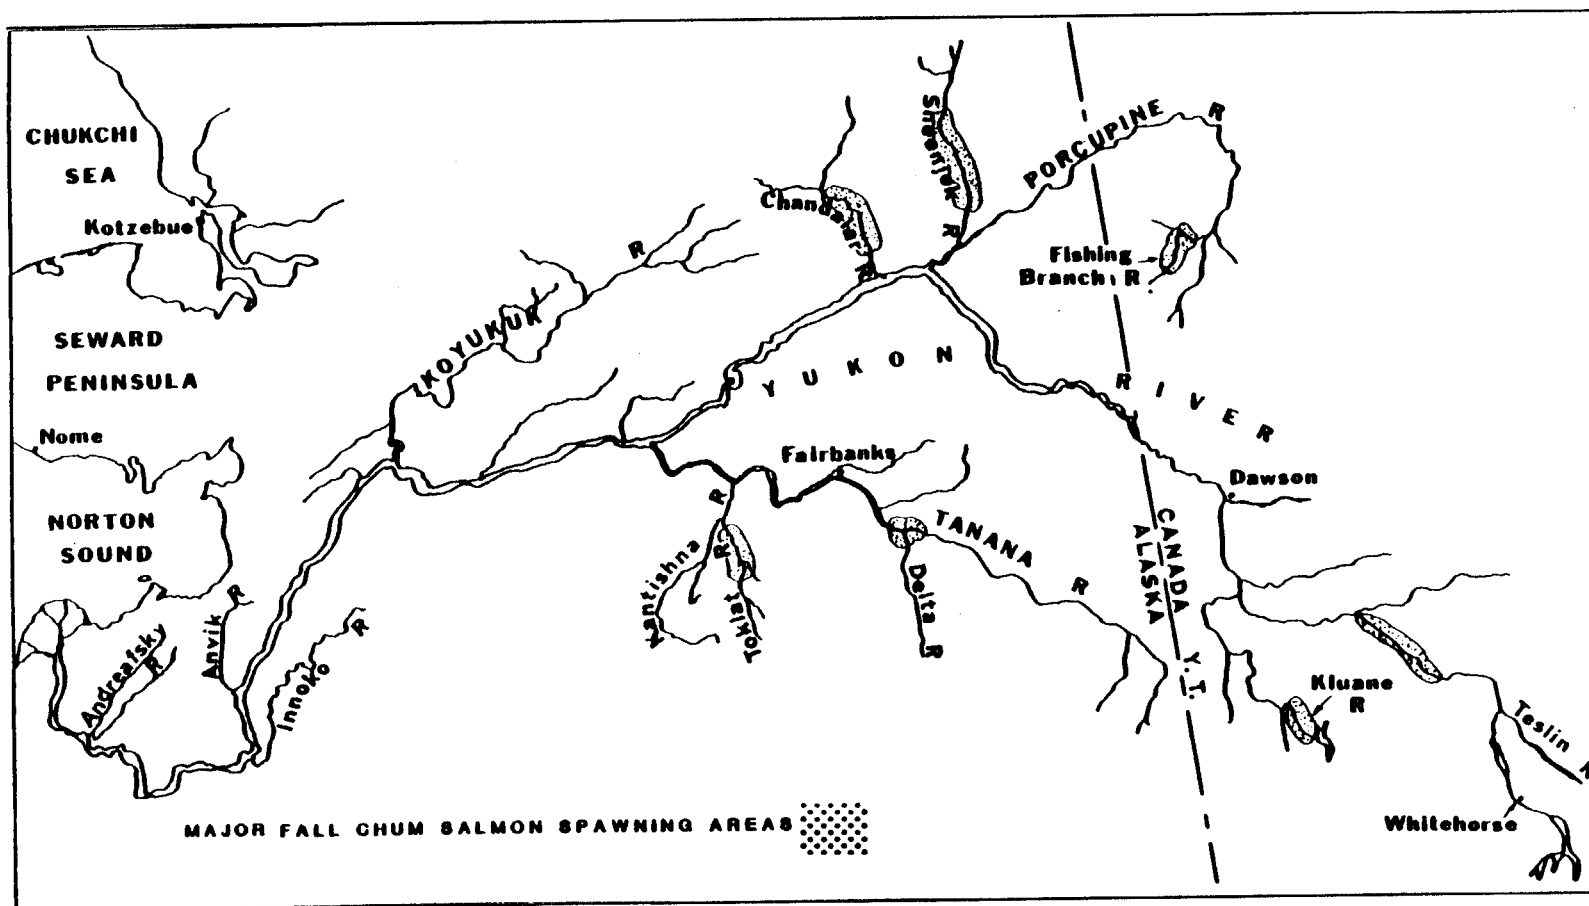 CHUKCHI
SEA
Kotzebue
SEWARD
PENINSULA
Nome
NORTON
SOUND
Andreafsky R
Anvik R
Innoko R
KOYUKUK R
Chandalar R
Sheenjek R
PORCUPINE R
Fishing
Branch R.
YUKON RIVER
Fairbanks
Kantishna R
Toklat R
TANANA R
Delta R
Dawson
CANADA
ALASKA
Y.T.
Kluane
R
Teslin R
Whitehorse
MAJOR FALL CHUM SALMON SPAWNING AREAS